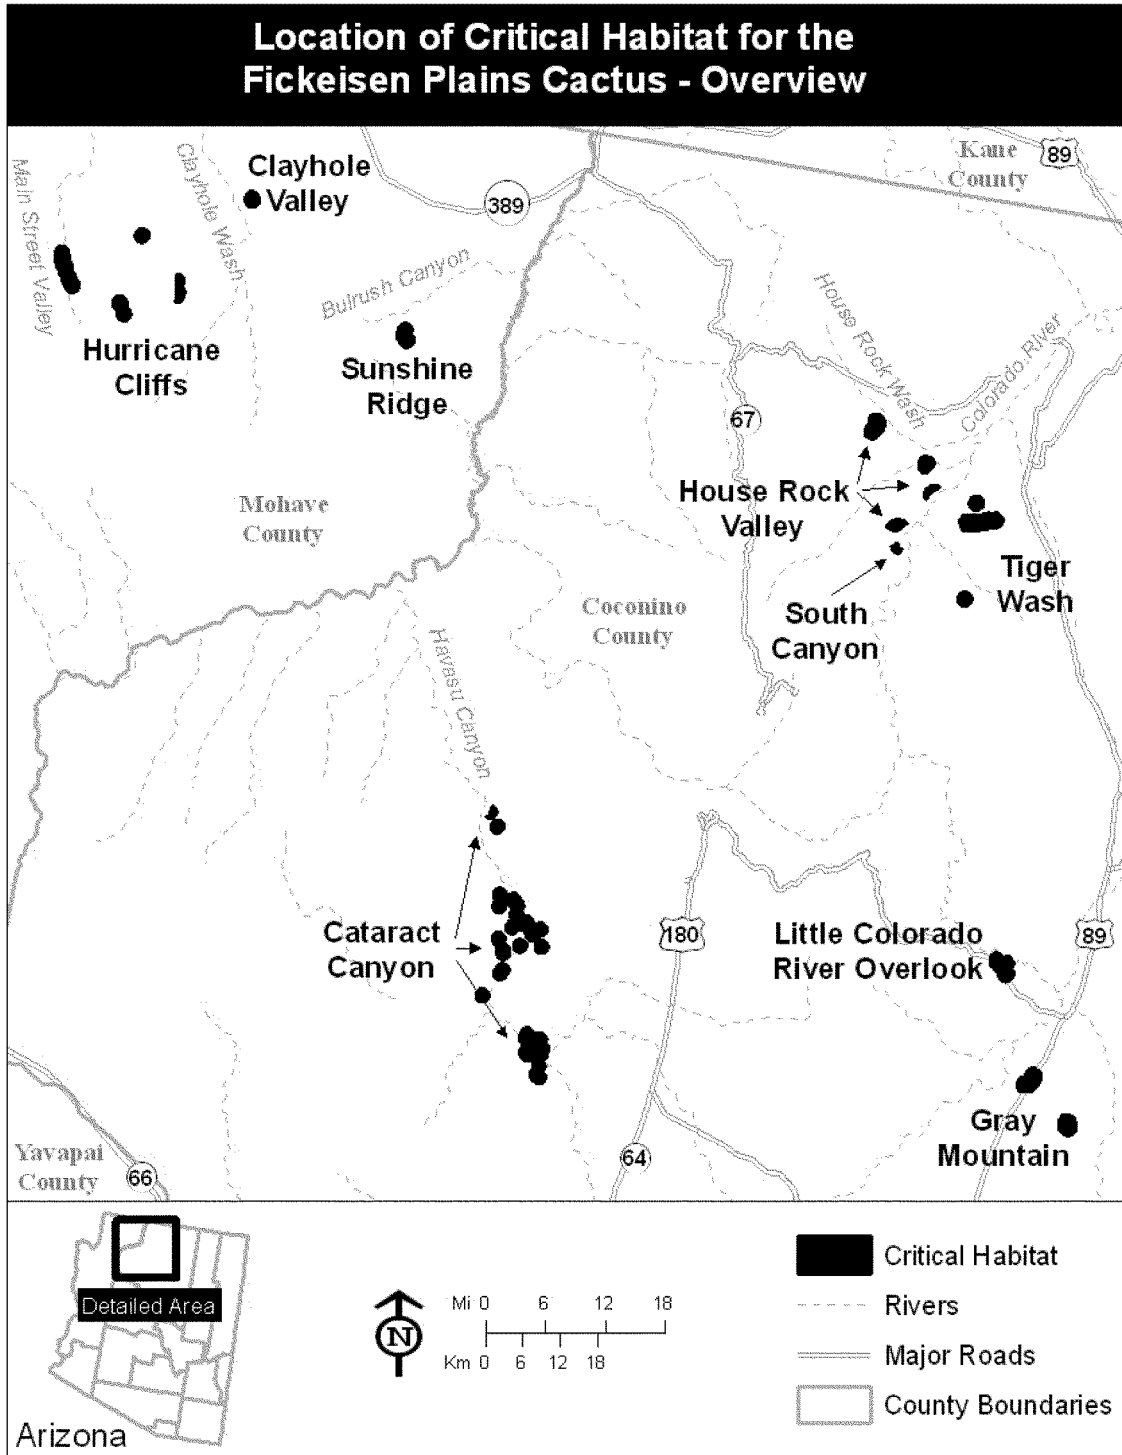 Location of Critical Habitat for the
Fickeisen Plains Cactus - Overview
Main Street Valley
Clayhole Wash
Clayhole
Valley
389
Kane
County
89
Bulrush Canyon
House Rock Wash
Colorado River
Hurricane
Cliffs
Sunshine
Ridge
67
Mohave
County
House Rock
Valley
Tiger
Wash
Coconino
County
South
Canyon
Havasu Canyon
Cataract
Canyon
180
Little Colorado
River Overlook
89
Gray
Mountain
Yavapai
County
66
64
Detailed Area
Arizona
N
Mi 0 6 12 18
Km 0 6 12 18
Critical Habitat
Rivers
Major Roads
County Boundaries